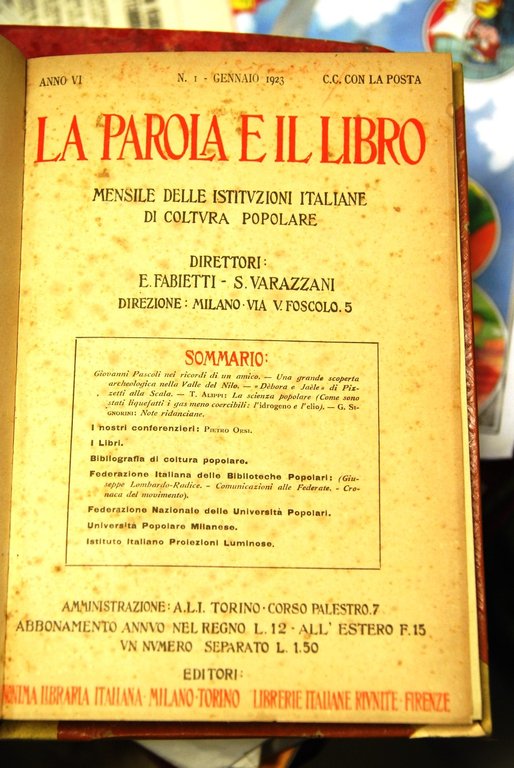 ANNO VI N. 1 - GENNAIO 1923 C.C. CON LA POSTA
LA PAROLA E IL LIBRO
MENSILE DELLE ISTITVZIONI ITALIANE
DI COLTVRA POPOLARE
DIRETTORI:
E. FABIETTI - S. VARAZZANI
DIREZIONE: MILANO · VIA V. FOSCOLO. 5
SOMMARIO:
Giovanni Pascoli nei ricordi di un amico. — Una grande scoperta
archeologica nella Valle del Nilo. — «Dèbora e Jaèle» di Piz-
zetti alla Scala. — T. ALIPPI: La scienza popolare (Come sono
stati liquefatti i gas meno coercibili: l'idrogeno e l'elio). — G. SI-
GNORINI: Note ridanciane.
I nostri conferenzieri: PIETRO ORSI.
I Libri.
Bibliografia di coltura popolare.
Federazione Italiana delle Biblioteche Popolari: (Giu-
seppe Lombardo-Radice. - Comunicazioni alle Federate. - Cro-
naca del movimento).
Federazione Nazionale delle Università Popolari.
Università Popolare Milanese.
Istituto Italiano Proiezioni Luminose.
AMMINISTRAZIONE: A.L.I. TORINO · CORSO PALESTRO. 7
ABBONAMENTO ANNVO NEL REGNO L. 12 · ALL' ESTERO F. 15
VN NVMERO SEPARATO L. 1.50
EDITORI:
LIBRARIA ITALIANA · MILANO · TORINO LIBRERIE ITALIANE RIVNITE · FIRENZE